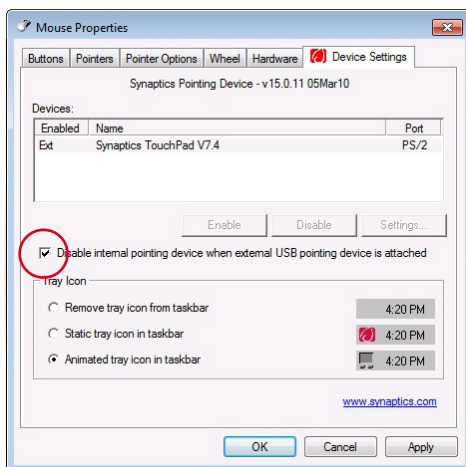 Mouse Properties
Buttons Pointers Pointer Options Wheel Hardware Device Settings
Synaptics Pointing Device - v15.0.11 05Mar10
Devices:
Enabled Name Port
Ext Synaptics TouchPad V7.4 PS/2
Enable Disable Settings...
Disable internal pointing device when external USB pointing device is attached
Tray Icon
Remove tray icon from taskbar 4:20 PM
Static tray icon in taskbar 4:20 PM
Animated tray icon in taskbar 4:20 PM
www.synaptics.com
OK Cancel Apply